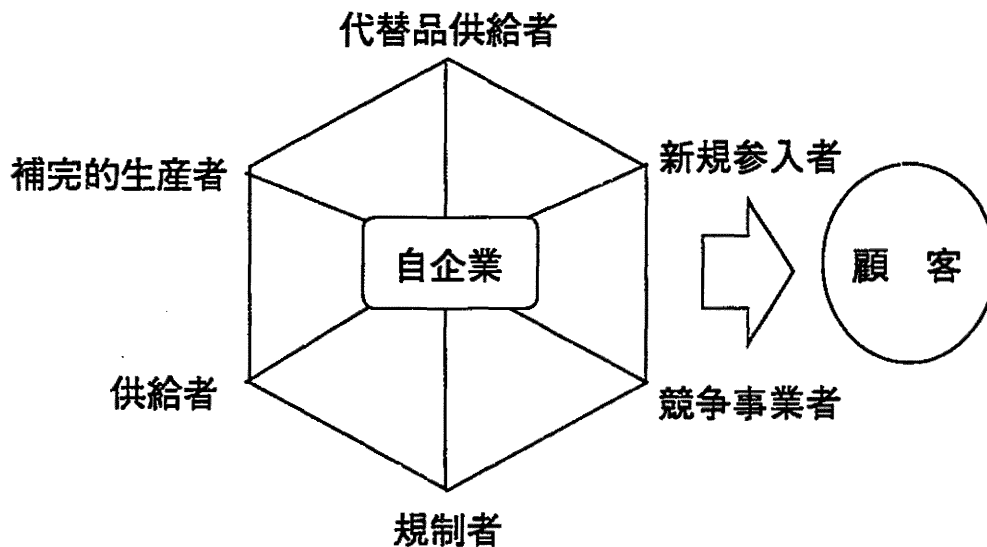 代替品供給者
補完的生産者
新規参入者
自企業
顧 客
供給者
競争事業者
規制者